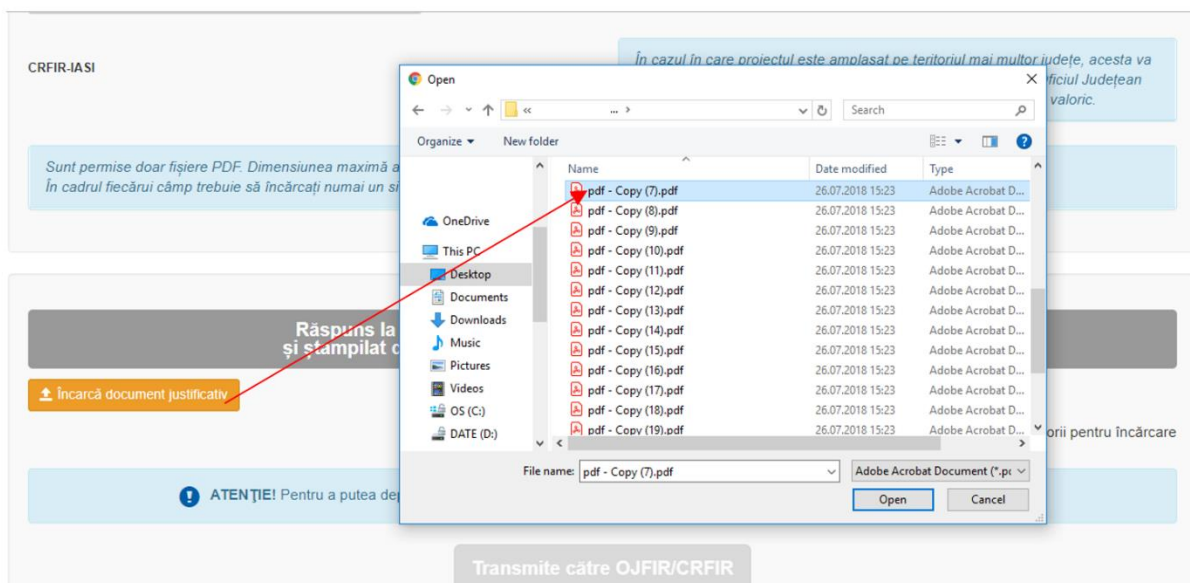 CRFIR-IASI
În cazul în care proiectul este amplasat pe teritoriul mai multor județe, acesta va
ficiul Județean
valoric.
Sunt permise doar fișiere PDF. Dimensiunea maximă a
În cadrul fiecărui câmp trebuie să încărcați numai un si
Open
« ... >
Search
Organize
New folder
Name
Date modified
Type
OneDrive
This PC
Desktop
Documents
Downloads
Music
Pictures
Videos
OS (C:)
DATE (D:)
pdf - Copy (7).pdf 26.07.2018 15:23 Adobe Acrobat D...
pdf - Copy (8).pdf 26.07.2018 15:23 Adobe Acrobat D...
pdf - Copy (9).pdf 26.07.2018 15:23 Adobe Acrobat D...
pdf - Copy (10).pdf 26.07.2018 15:23 Adobe Acrobat D...
pdf - Copy (11).pdf 26.07.2018 15:23 Adobe Acrobat D...
pdf - Copy (12).pdf 26.07.2018 15:23 Adobe Acrobat D...
pdf - Copy (13).pdf 26.07.2018 15:23 Adobe Acrobat D...
pdf - Copy (14).pdf 26.07.2018 15:23 Adobe Acrobat D...
pdf - Copy (15).pdf 26.07.2018 15:23 Adobe Acrobat D...
pdf - Copy (16).pdf 26.07.2018 15:23 Adobe Acrobat D...
pdf - Copy (17).pdf 26.07.2018 15:23 Adobe Acrobat D...
pdf - Copy (18).pdf 26.07.2018 15:23 Adobe Acrobat D...
pdf - Copy (19).pdf 26.07.2018 15:23 Adobe Acrobat D...
File name: pdf - Copy (7).pdf
Adobe Acrobat Document (*.pc
Open
Cancel
Răspuns la
și ștampilat d
Încarcă document justificativ
orii pentru încărcare
ATENȚIE! Pentru a putea dep
Transmite către OJFIR/CRFIR